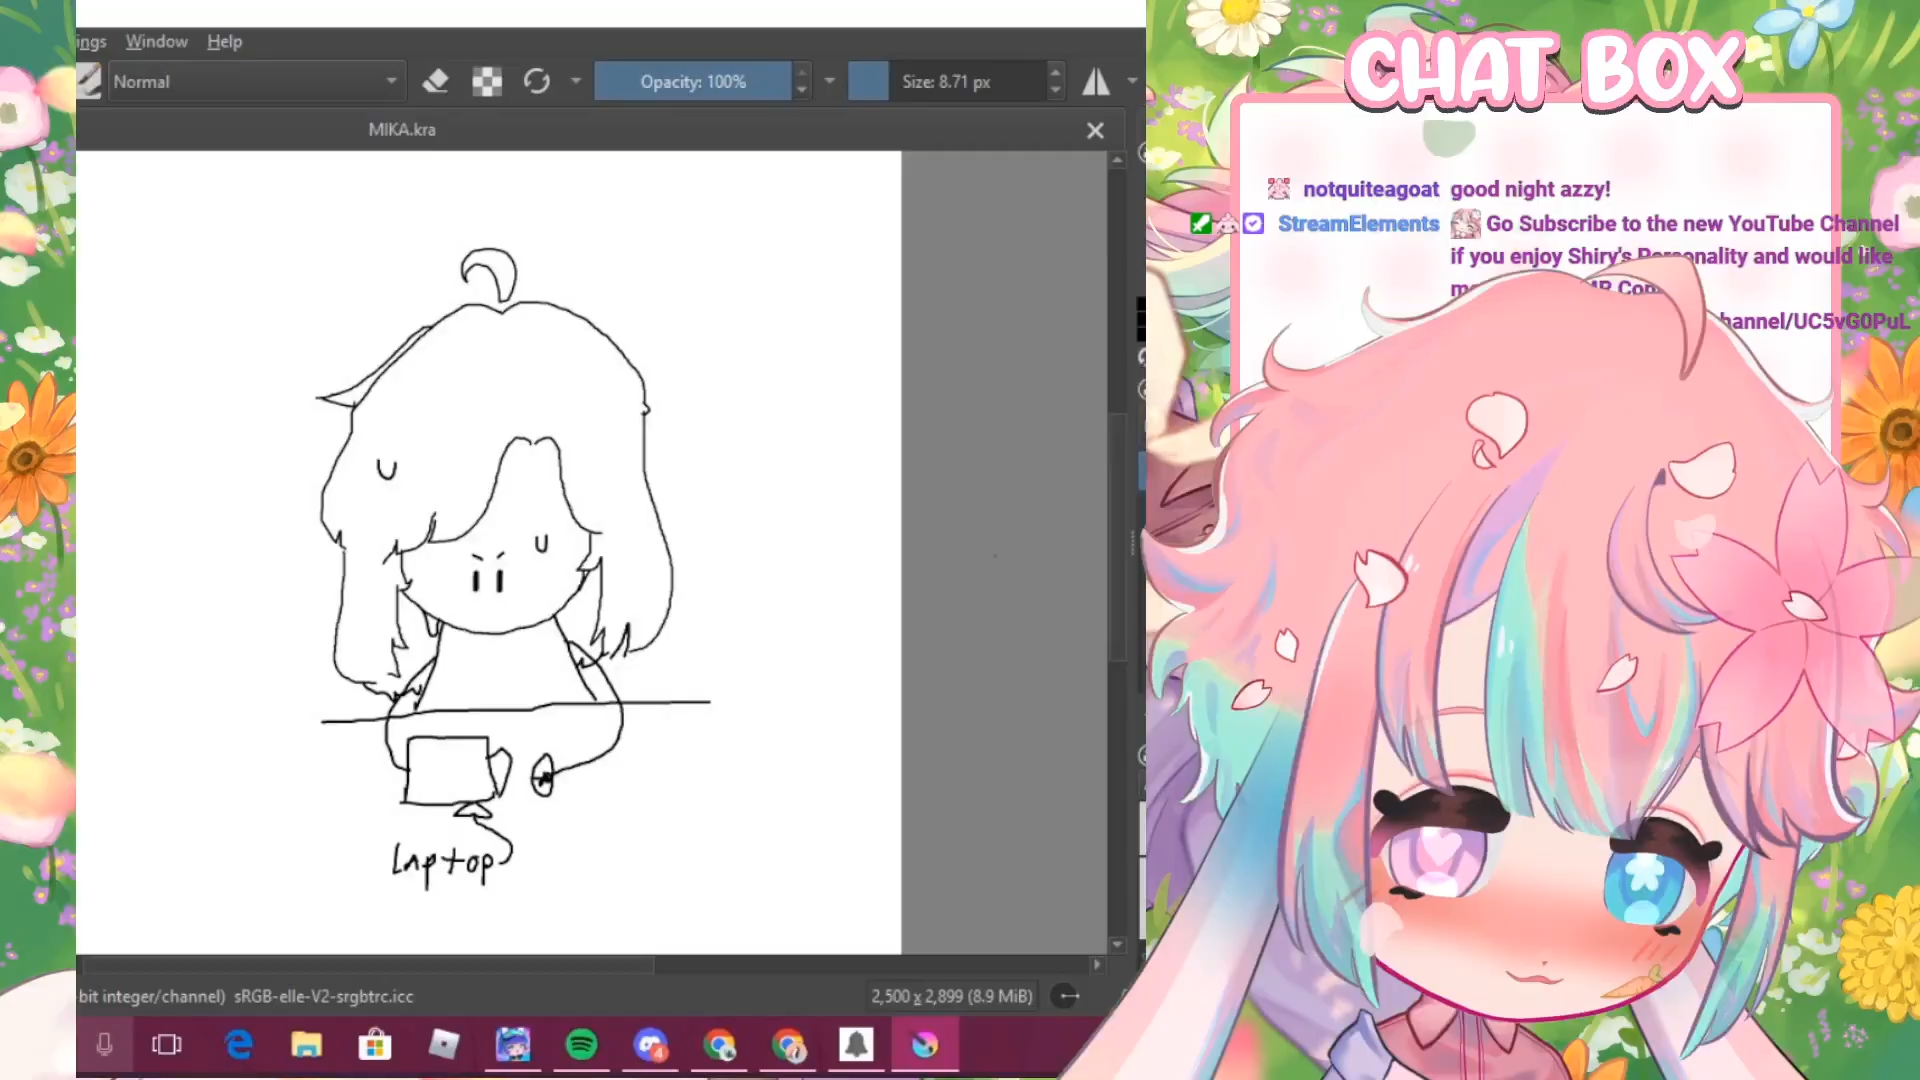 ings Window Help
Normal
Opacity: 100%
Size: 8.71 px
MIKA.kra
Laptop
bit integer/channel) sRGB-elle-V2-srgbtrc.icc
2,500 x 2,899 (8.9 MiB)
4
CHAT BOX
notquiteagoat good night azzy!
StreamElements Go Subscribe to the new YouTube Channel
if you enjoy Shiry's Personality and would like
hannel/UC5vG0PuL